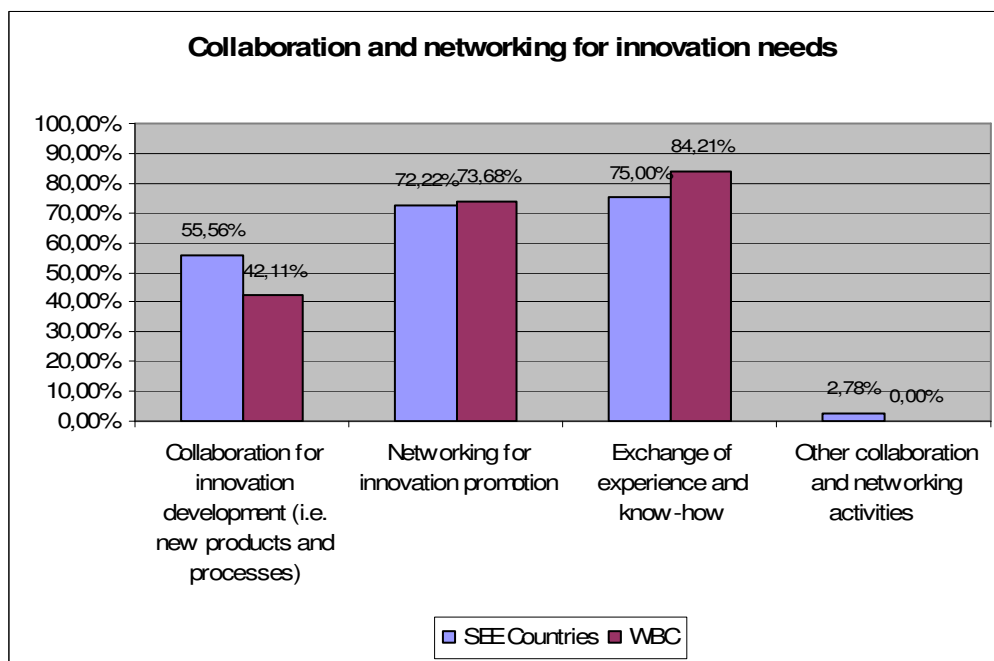 Collaboration and networking for innovation needs
100,00%
90,00%
80,00%
70,00%
60,00%
50,00%
40,00%
30,00%
20,00%
10,00%
0,00%
55,56%
42,11%
72,22%
73,68%
75,00%
84,21%
2,78%
0,00%
Collaboration for
innovation
development (i.e.
new products and
processes)
Networking for
innovation promotion
Exchange of
experience and
know-how
Other collaboration
and networking
activities
SEE Countries
WBC